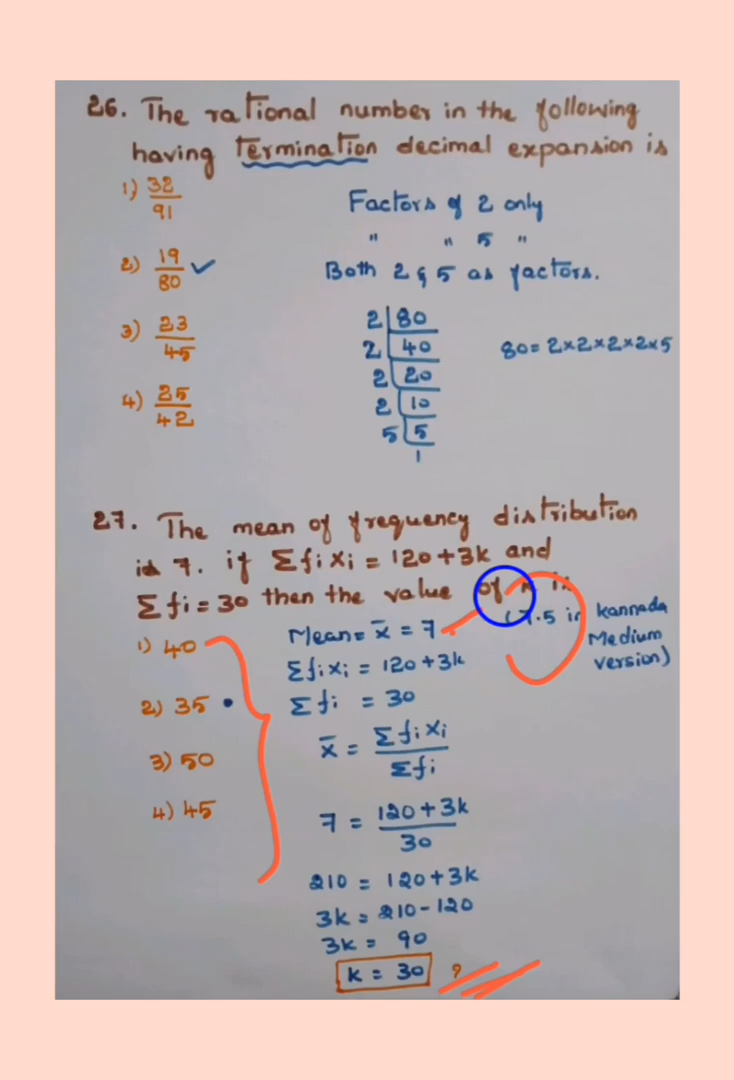 26. The rational number in the following
having termination decimal expansion is
1) 32/91
2) 19/80 ✓
3) 23/45
4) 25/42
Factors of 2 only
" " 5 "
Both 2 & 5 as factors.
2 | 80
2 | 40
2 | 20
2 | 10
5 | 5
1
80 = 2×2×2×2×5
27. The mean of frequency distribution
is 7. if Σfixi = 120+3k and
Σfi = 30 then the value of k is
1) 40
2) 35 •
3) 50
4) 45
(7.5 in kannada
Medium
version)
Mean = x̄ = 7
Σfixi = 120+3k
Σfi = 30
x̄ = Σfixi/Σfi
7 = 120+3k/30
210 = 120+3k
3k = 210-120
3k = 90
k = 30 ?